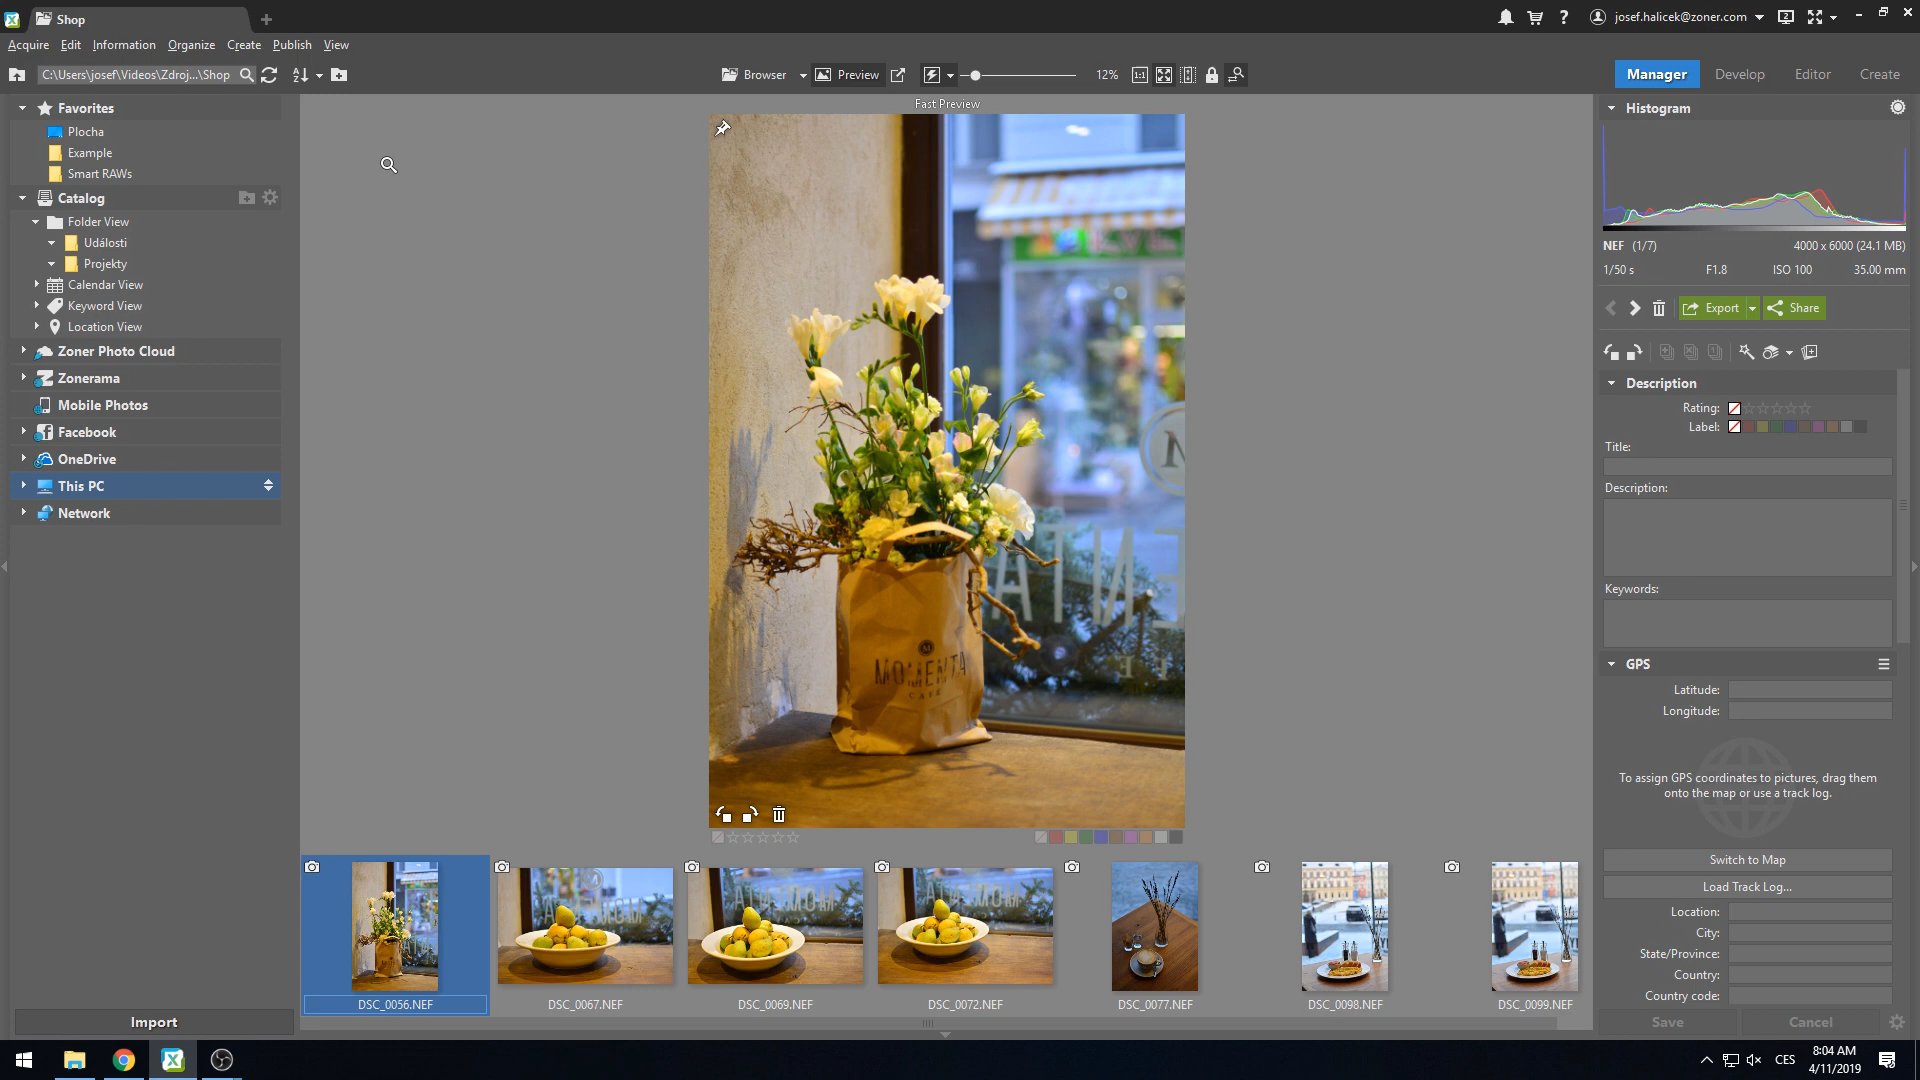 Shop
josef.halicek@zoner.com
Acquire Edit Information Organize Create Publish View
C:\Users\josef\Videos\Zdroj...\Shop
Browser Preview 12% 1:1
Manager Develop Editor Create
Favorites
Plocha
Example
Smart RAWs
Catalog
Folder View
Události
Projekty
Calendar View
Keyword View
Location View
Zoner Photo Cloud
Zonerama
Mobile Photos
Facebook
OneDrive
This PC
Network
Import
Fast Preview
MOMENTA
CAFE
DSC_0056.NEF DSC_0067.NEF DSC_0069.NEF DSC_0072.NEF DSC_0077.NEF DSC_0098.NEF DSC_0099.NEF
Histogram
NEF (1/7) 4000 x 6000 (24.1 MB)
1/50 s F1.8 ISO 100 35.00 mm
Export Share
Description
Rating:
Label:
Title:
Description:
Keywords:
GPS
Latitude:
Longitude:
To assign GPS coordinates to pictures, drag them
onto the map or use a track log.
Switch to Map
Load Track Log...
Location:
City:
State/Province:
Country:
Country code:
Save Cancel
CES
8:04 AM
4/11/2019